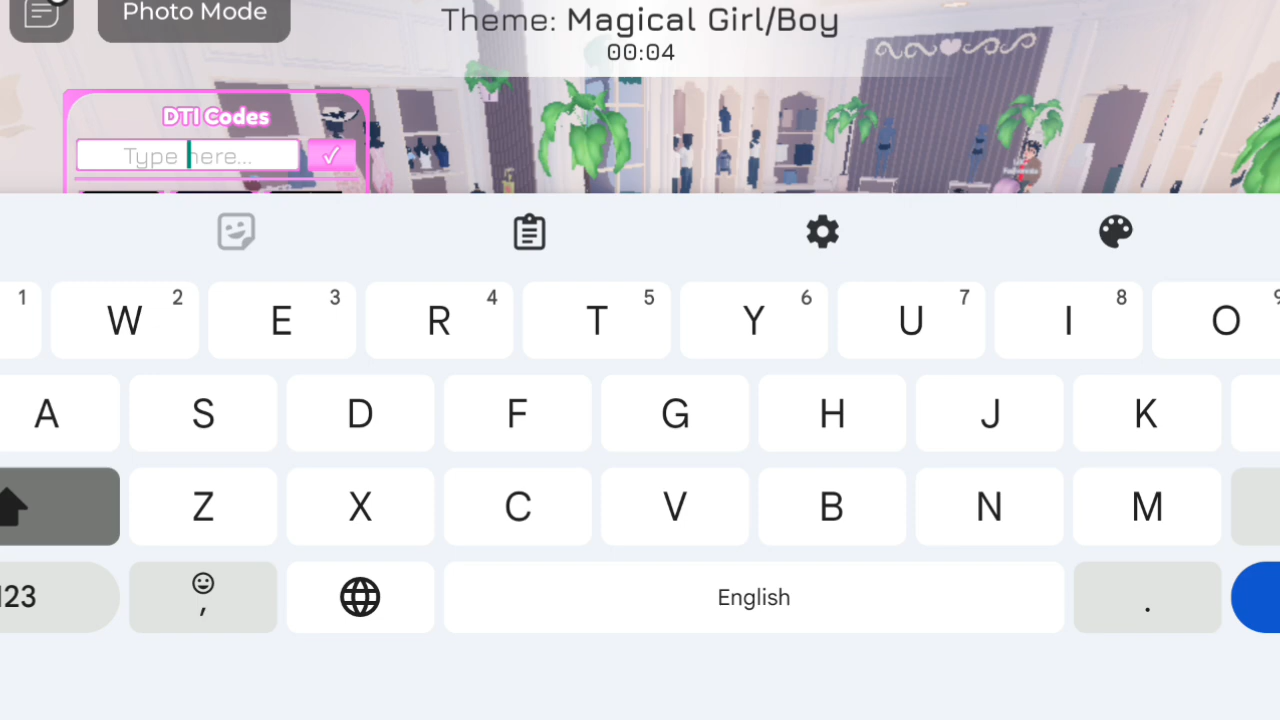 Photo Mode
Theme: Magical Girl/Boy
00:04
DTI Codes
Type here...
1 2 3 4 5 6 7 8 9
W E R T Y U I O
A S D F G H J K
Z X C V B N M
123 , English .